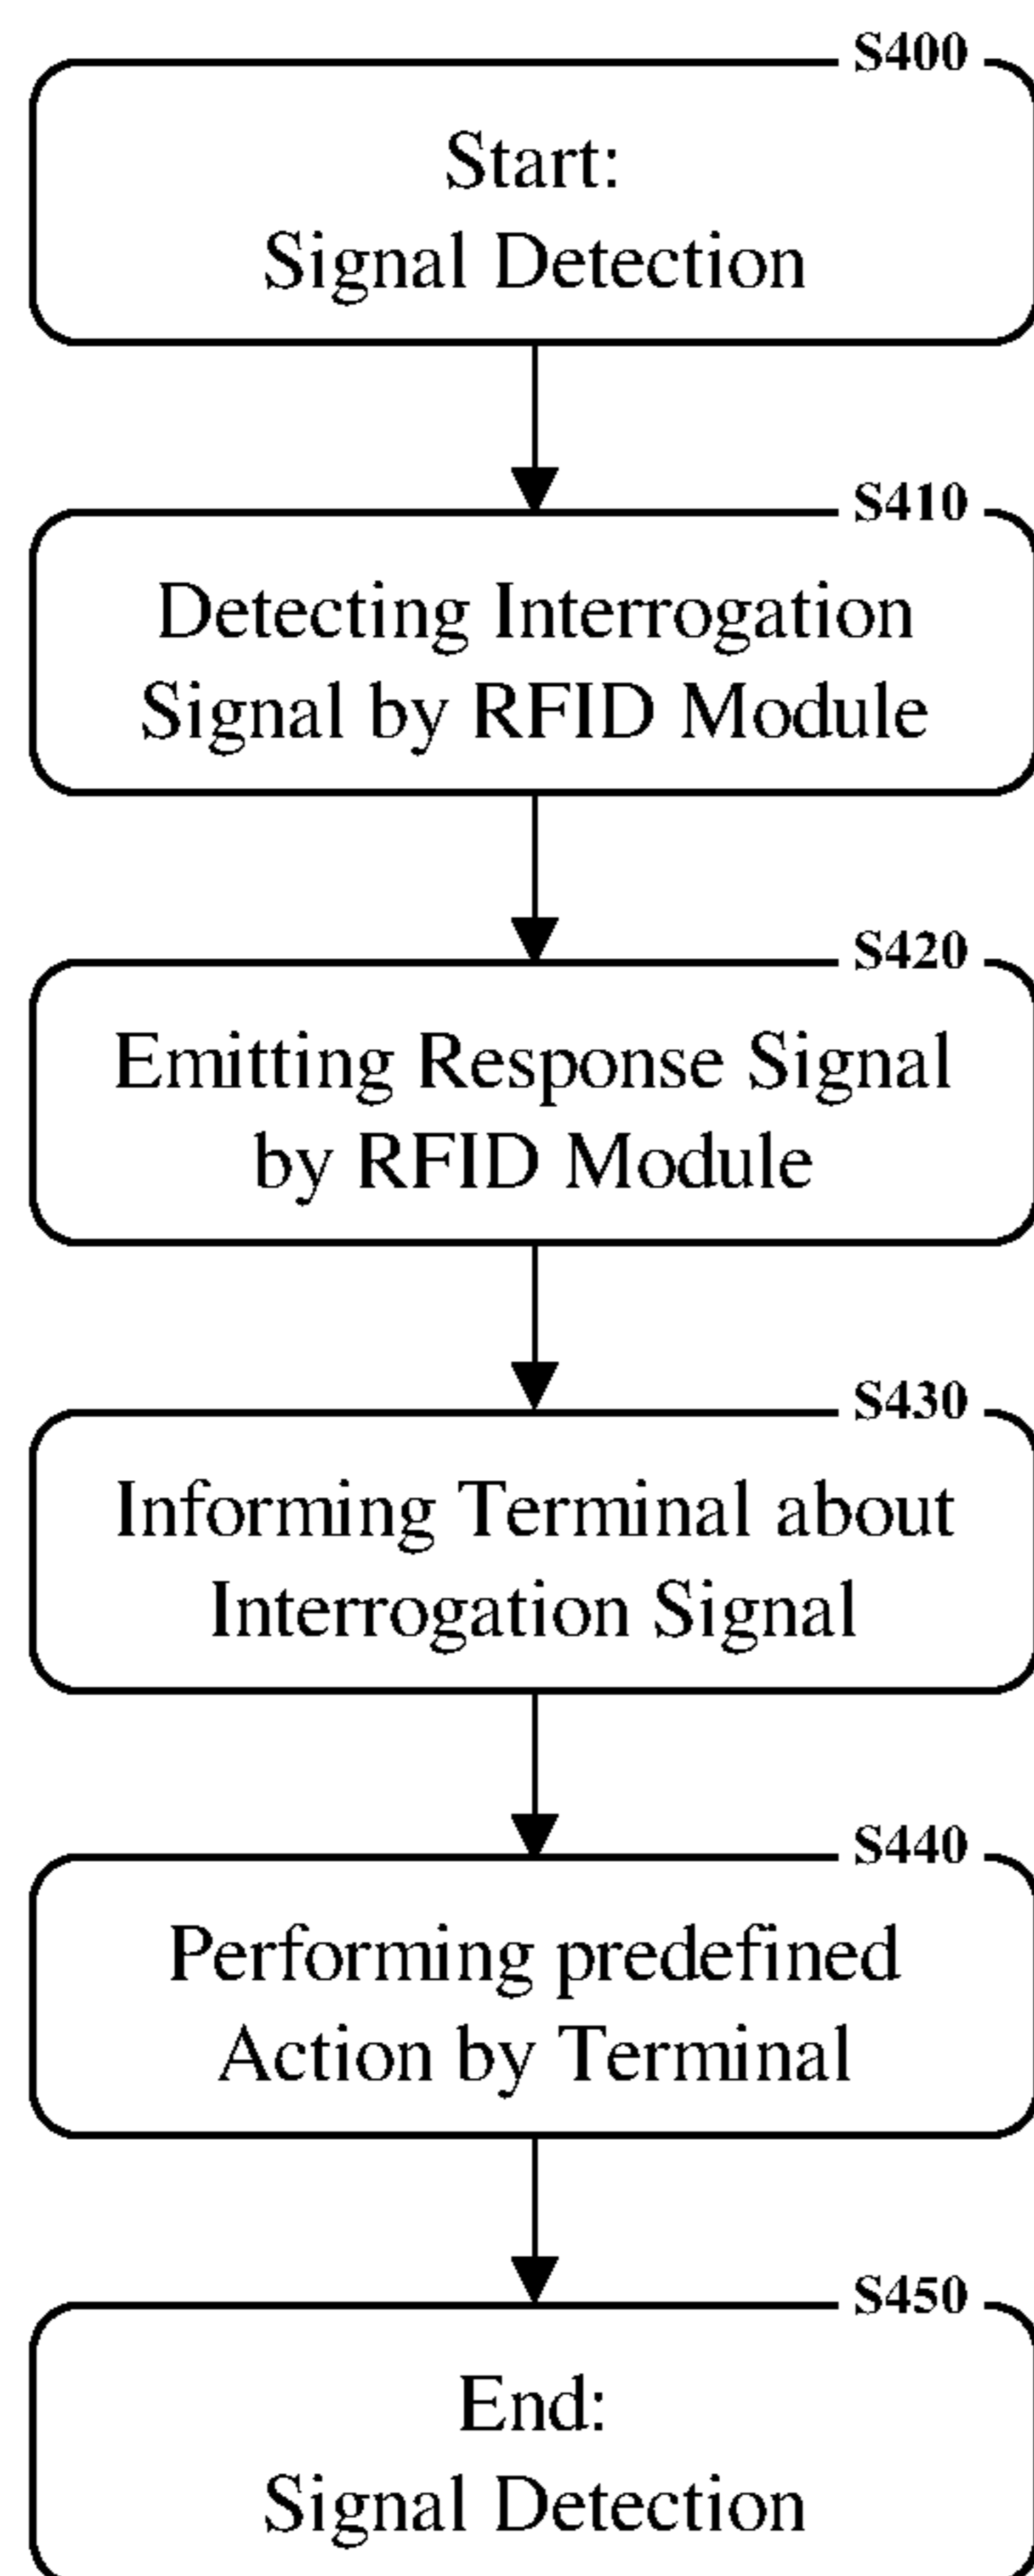 S400
Start:
Signal Detection
S410
Detecting Interrogation
Signal by RFID Module
S420
Emitting Response Signal
by RFID Module
S430
Informing Terminal about
Interrogation Signal
S440
Performing predefined
Action by Terminal
S450
End:
Signal Detection